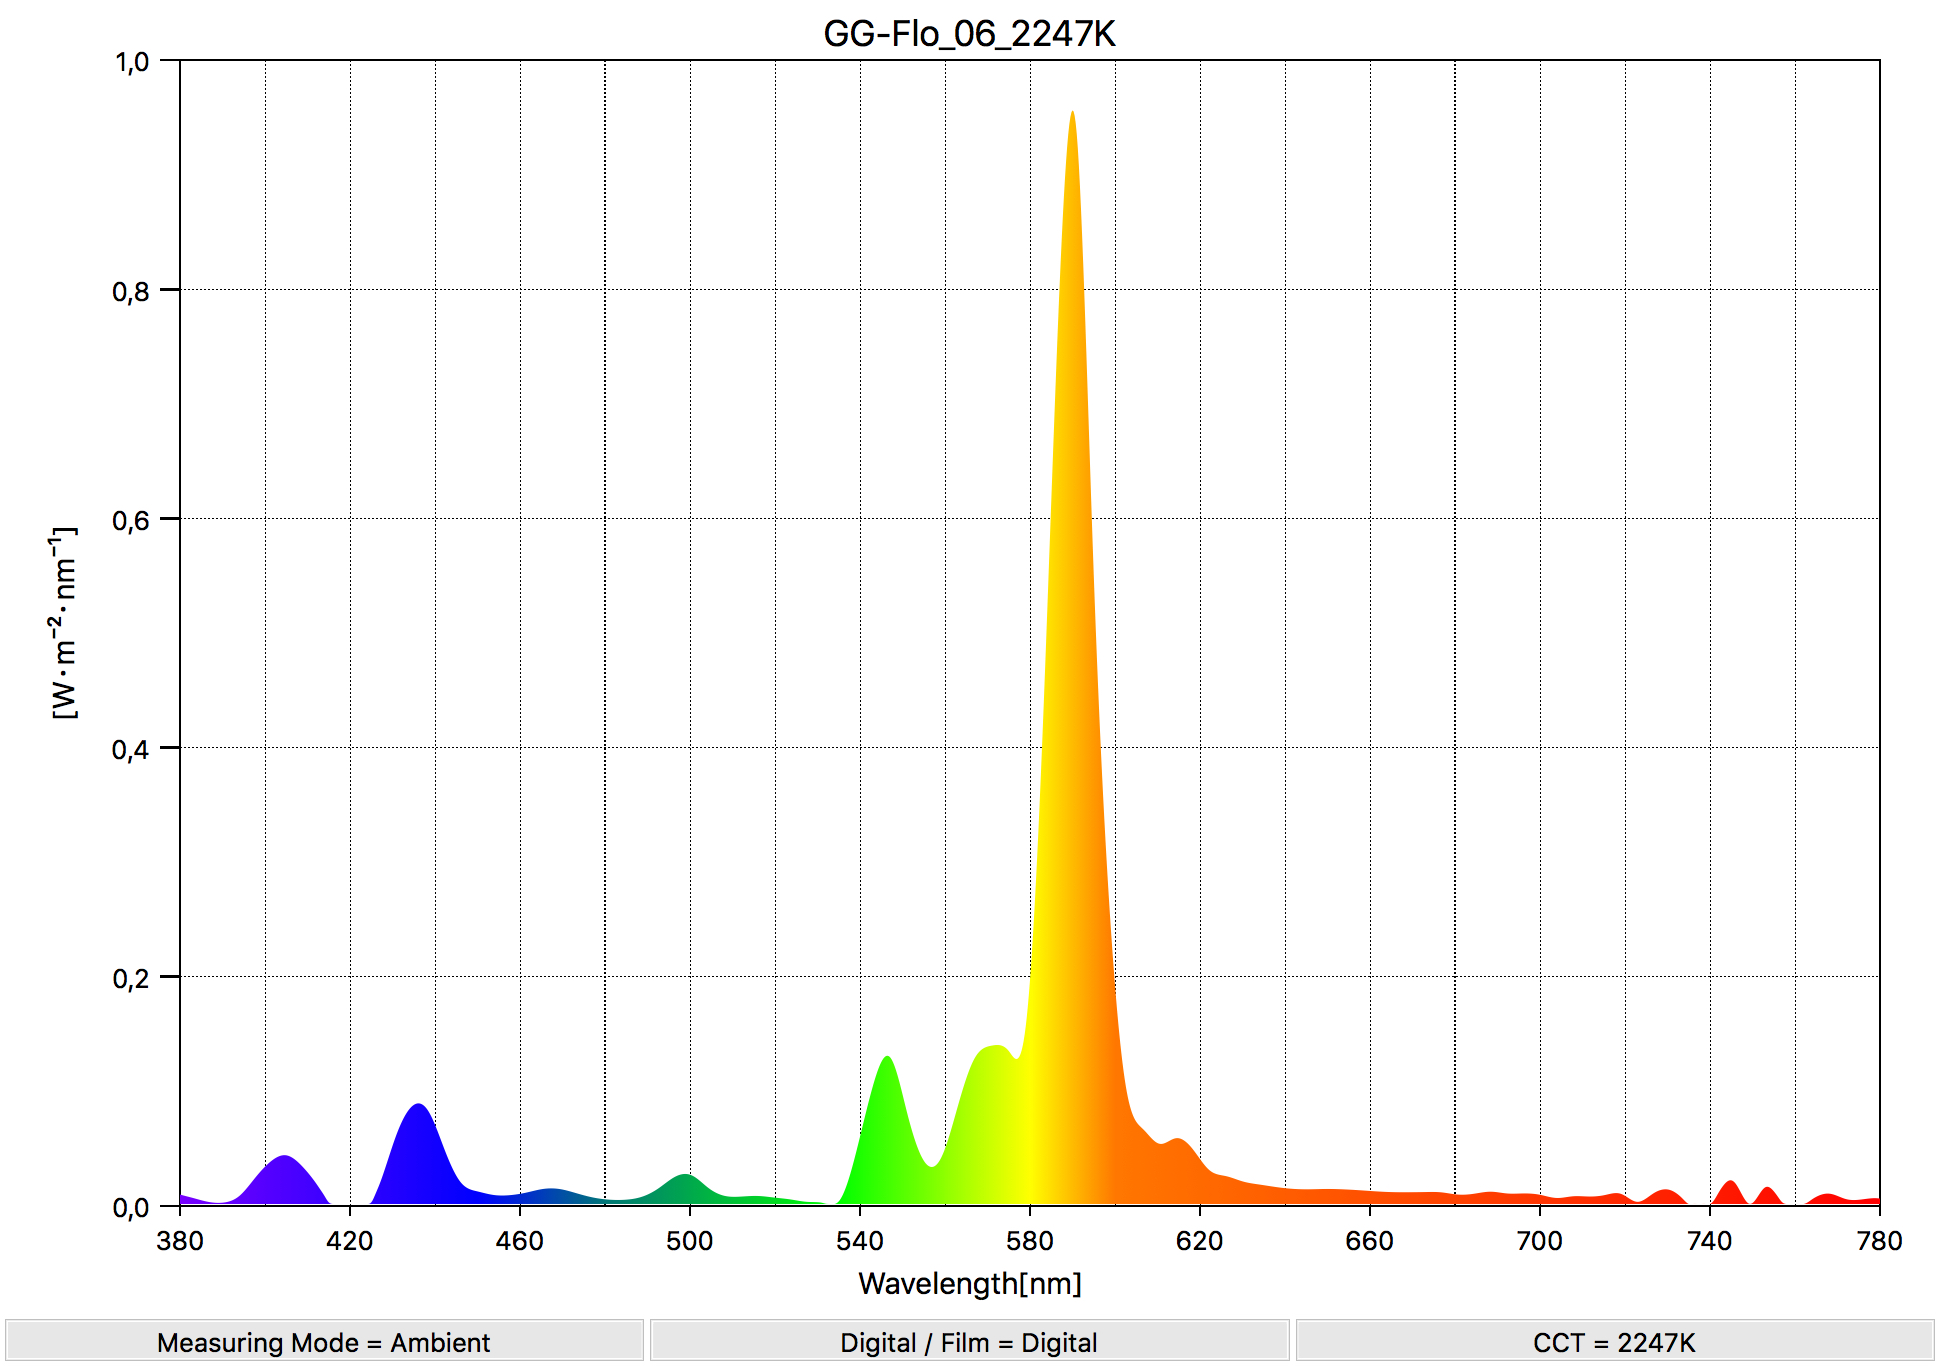 GG-Flo_06_2247K
1,0
0,8
0,6
0,4
0,2
0,0
[W·m⁻²·nm⁻¹]
380 420 460 500 540 580 620 660 700 740 780
Wavelength[nm]
Measuring Mode = Ambient
Digital / Film = Digital
CCT = 2247K